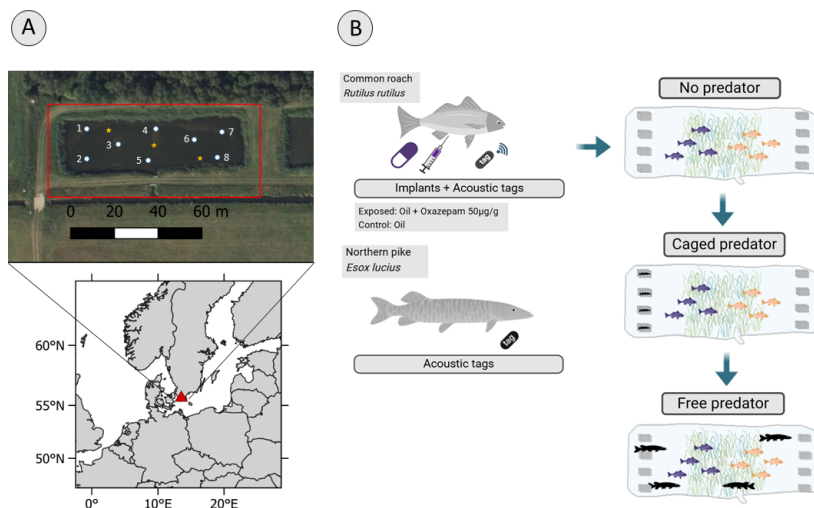 A
B
1
2
3
4
5
6
7
8
0 20 40 60 m
60°N
55°N
50°N
0° 10°E 20°E
Common roach
Rutilus rutilus
tag
Implants + Acoustic tags
Exposed: Oil + Oxazepam 50µg/g
Control: Oil
Northern pike
Esox lucius
tag
Acoustic tags
No predator
Caged predator
Free predator